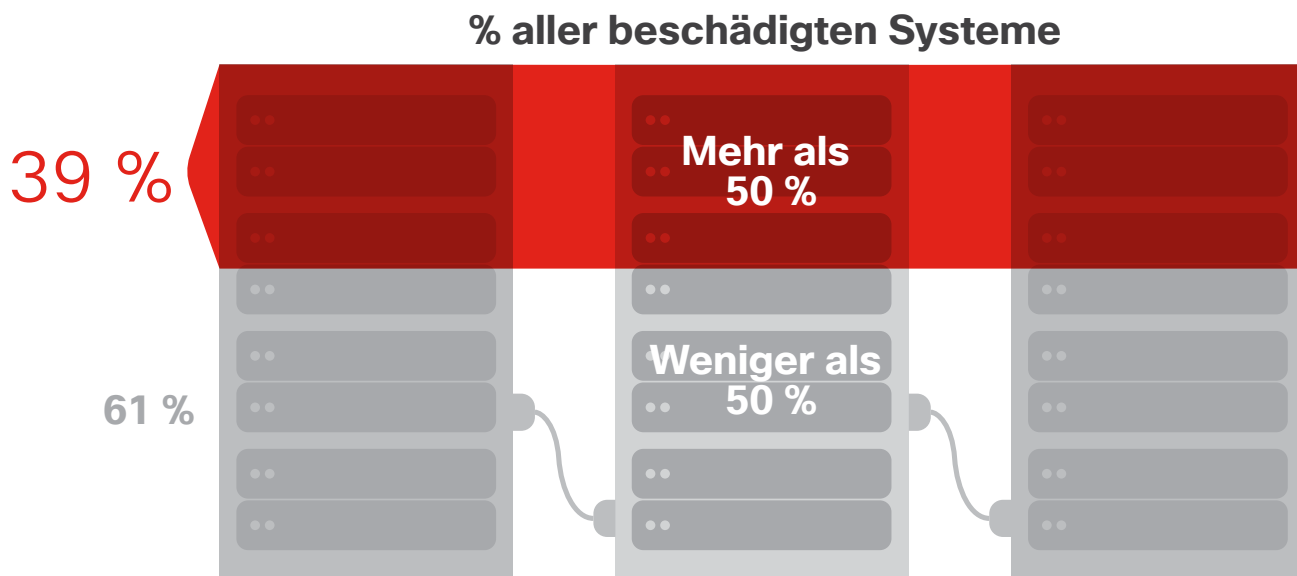 % aller beschädigten Systeme
39 %
Mehr als
50 %
Weniger als
50 %
61 %